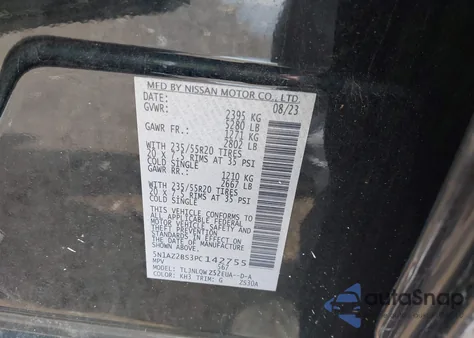 MFD BY NISSAN MOTOR CO., LTD.
DATE: 08/23
GVWR: 2395 KG
5280 LB
GAWR FR.: 1271 KG
2802 LB
WITH 235/55R20 TIRES
20 x 7.5 RIMS AT 35 PSI
COLD SINGLE
GAWR RR.: 1210 KG
2667 LB
WITH 235/55R20 TIRES
20 x 7.5 RIMS AT 35 PSI
COLD SINGLE
THIS VEHICLE CONFORMS TO
ALL APPLICABLE FEDERAL
MOTOR VEHICLE SAFETY AND
THEFT PREVENTION
STANDARDS IN EFFECT ON
THE DATE OF MANUFACTURE
SHOWN ABOVE.
5N1AZ2BS3PC142755
MPV
MODEL: TLJNLQW Z52EUA--D-A
COLOR: KH3 TRIM: G Z530A
autoSnap